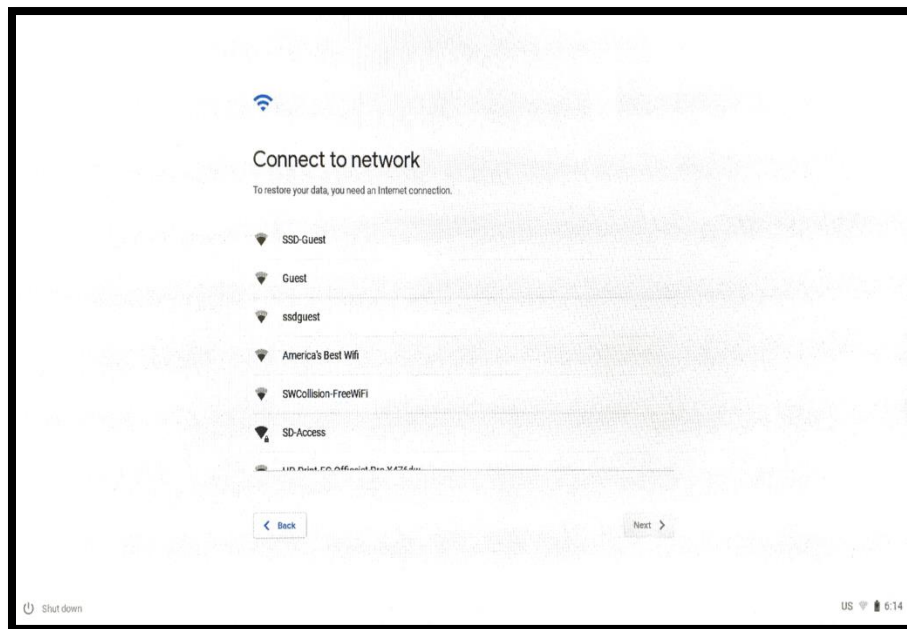 Connect to network
To restore your data, you need an Internet connection.
SSD-Guest
Guest
ssdguest
America's Best Wifi
SWCollision-FreeWiFi
SD-Access
Back
Next
Shut down
US 6:14